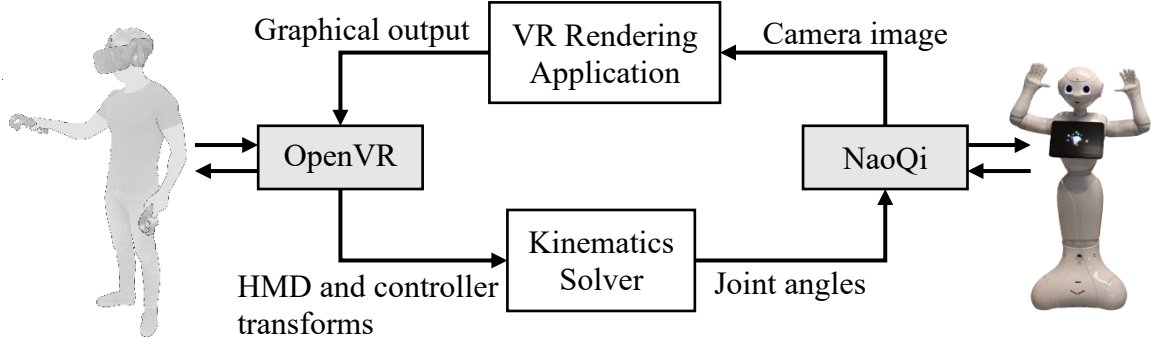 Graphical output
VR Rendering
Application
Camera image
OpenVR
NaoQi
Kinematics
Solver
HMD and controller
transforms
Joint angles